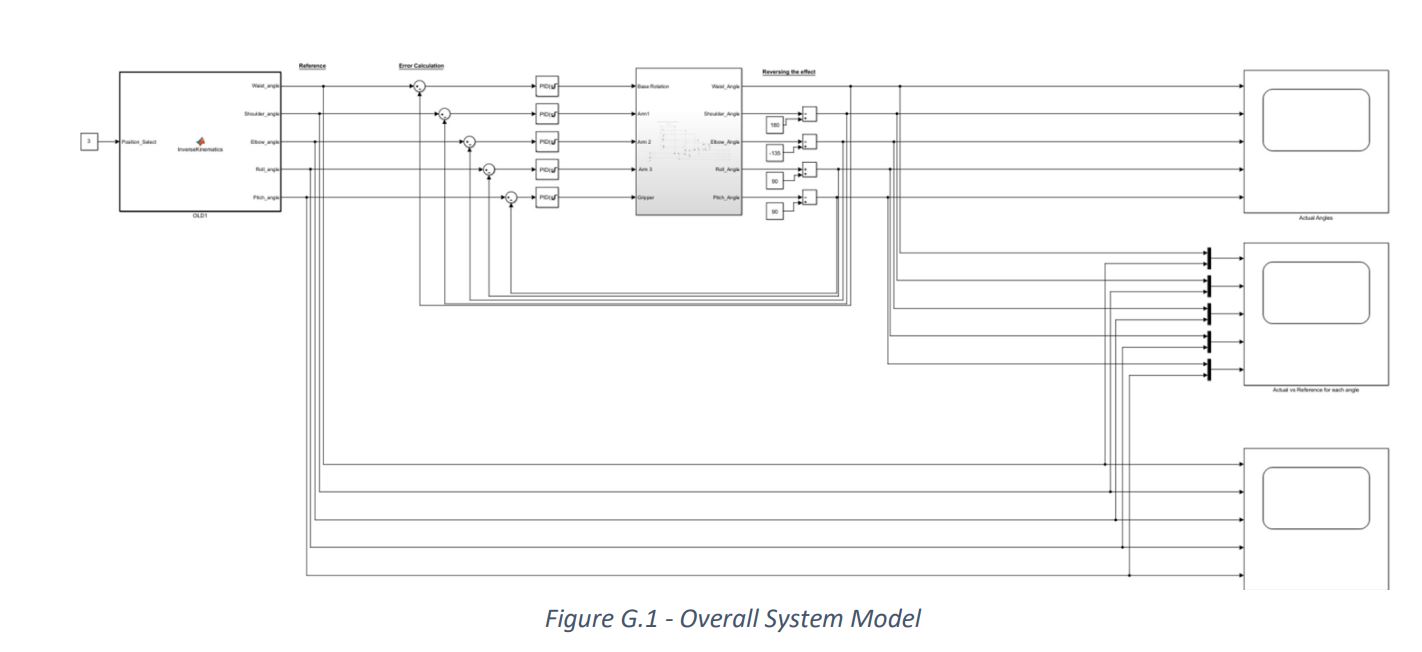 Reference
Error Calculation
Reversing the effect
Waist_angle
PID(s)
Base Rotation
Waist_Angle
Shoulder_angle
PID(s)
Arm1
Shoulder_Angle
180
3
Position_Select
InverseKinematics
Elbow_angle
PID(s)
Arm 2
Elbow_Angle
-135
Roll_angle
PID(s)
Arm 3
Roll_Angle
90
Pitch_angle
PID(s)
Gripper
Pitch_Angle
90
OLD1
Actual Angles
Actual vs Reference for each angle
Figure G.1 - Overall System Model